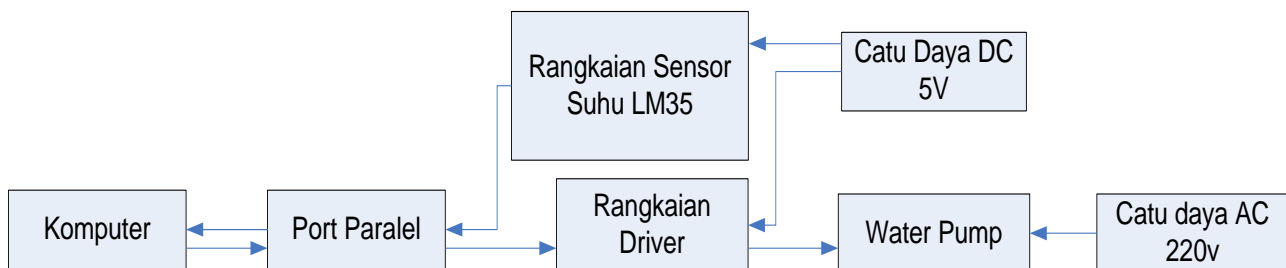 Rangkaian Sensor
Suhu LM35
Catu Daya DC
5V
Komputer
Port Paralel
Rangkaian
Driver
Water Pump
Catu daya AC
220v